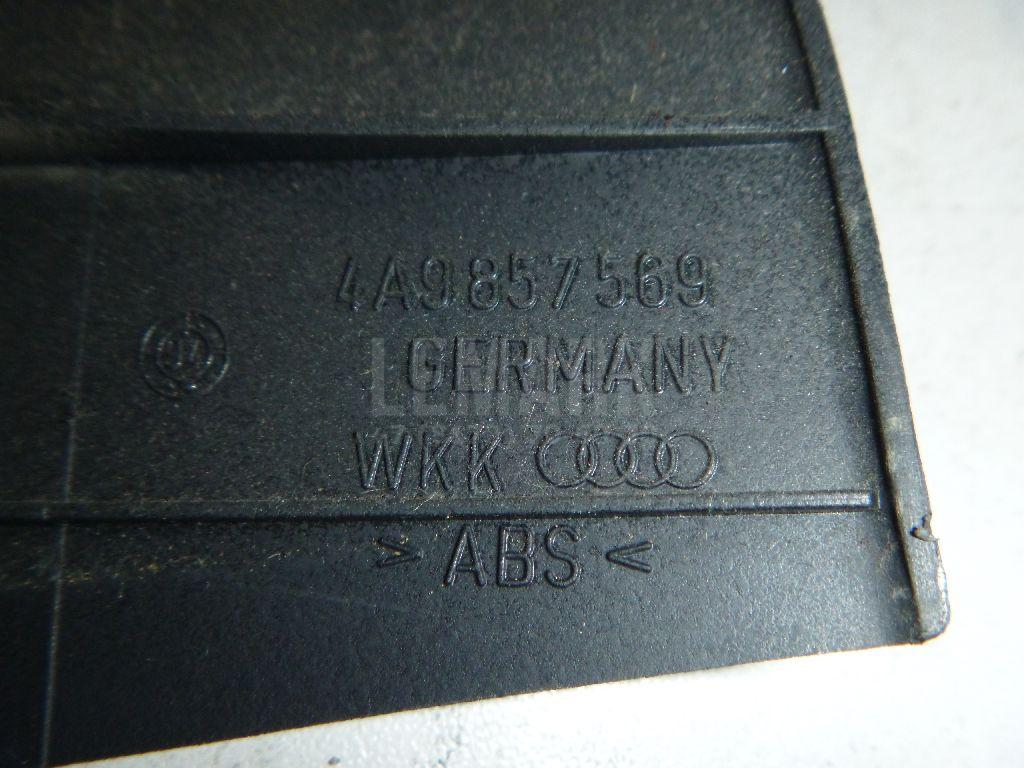 4A9857569
GERMANY
WKK
> ABS <